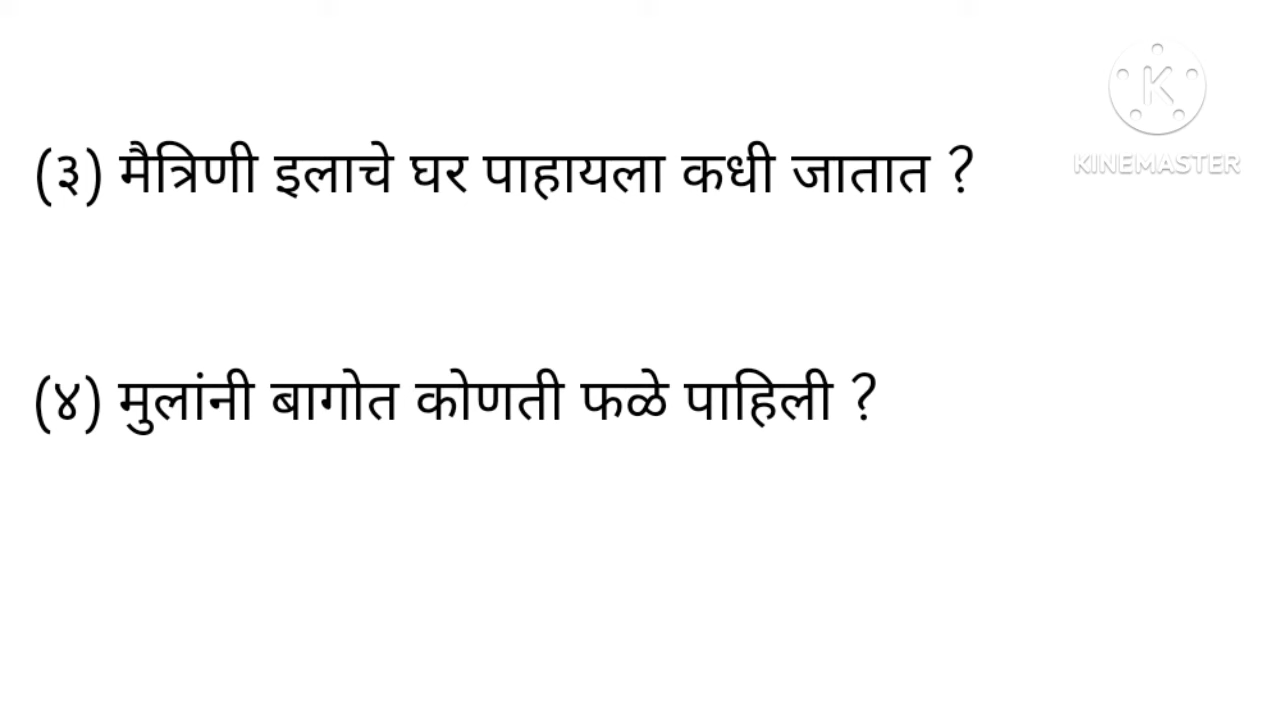 (३) मैत्रिणी इलाचे घर पाहायला कधी जातात ?
KINEMASTER
(४) मुलांनी बागोत कोणती फळे पाहिली ?